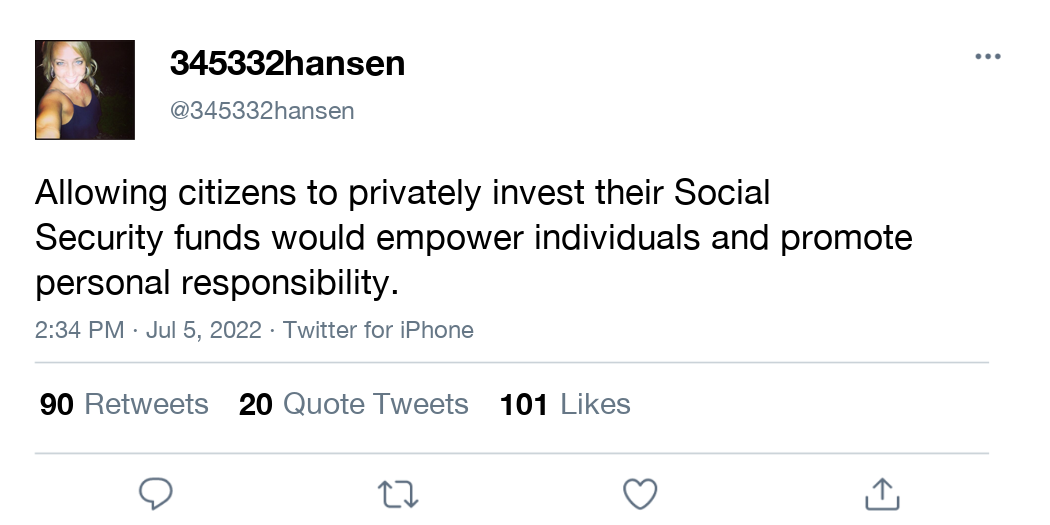 345332hansen
@345332hansen
Allowing citizens to privately invest their Social
Security funds would empower individuals and promote
personal responsibility.
2:34 PM · Jul 5, 2022 · Twitter for iPhone
90 Retweets 20 Quote Tweets 101 Likes